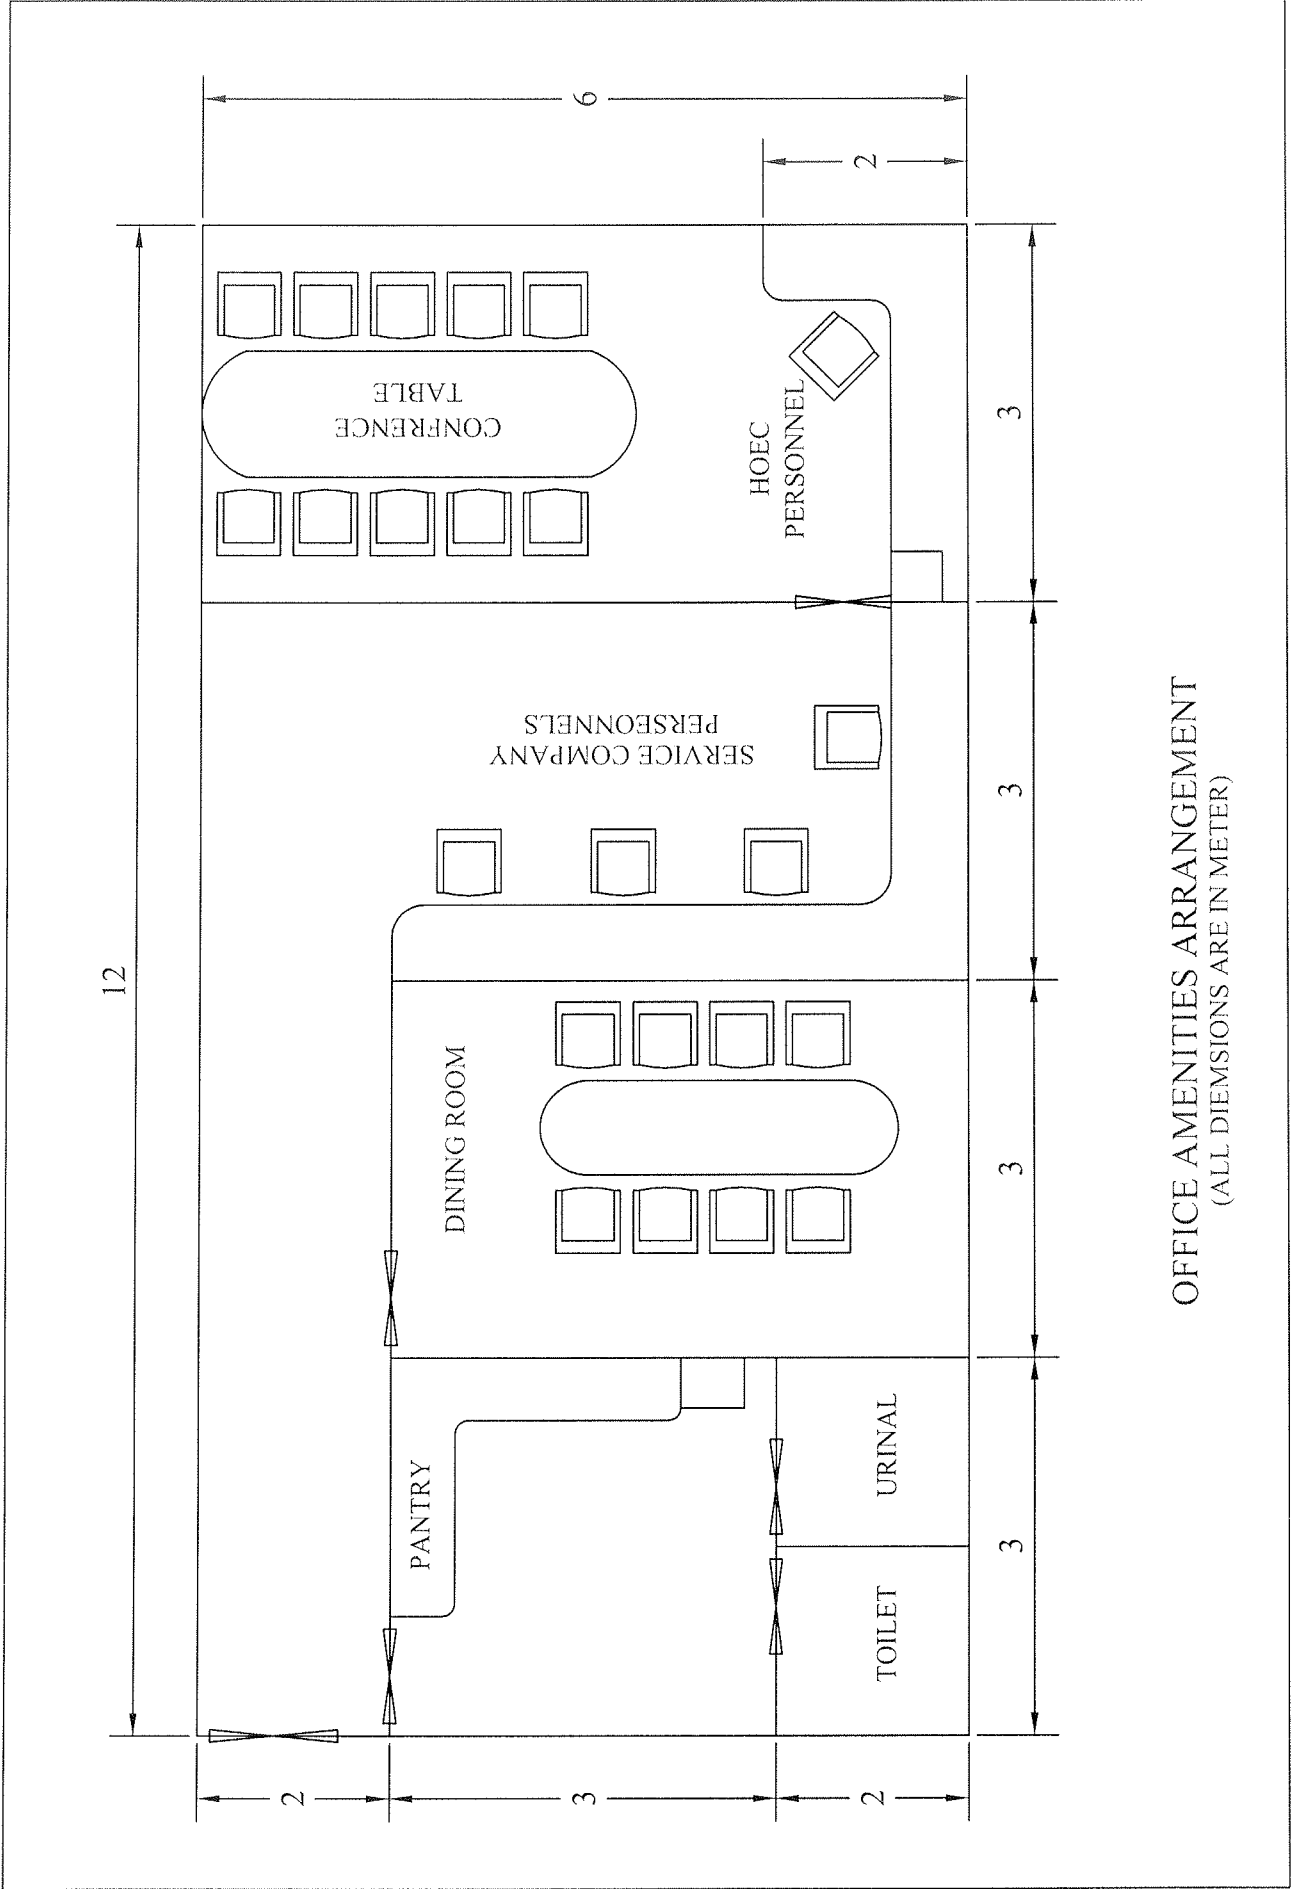 12
6
2
CONFRENCE
TABLE
HOEC
PERSONNEL
SERVICE COMPANY
PERSEONNELS
DINING ROOM
PANTRY
URINAL
TOILET
2
3
2
3
3
3
3
OFFICE AMENITIES ARRANGEMENT
(ALL DIEMSIONS ARE IN METER)